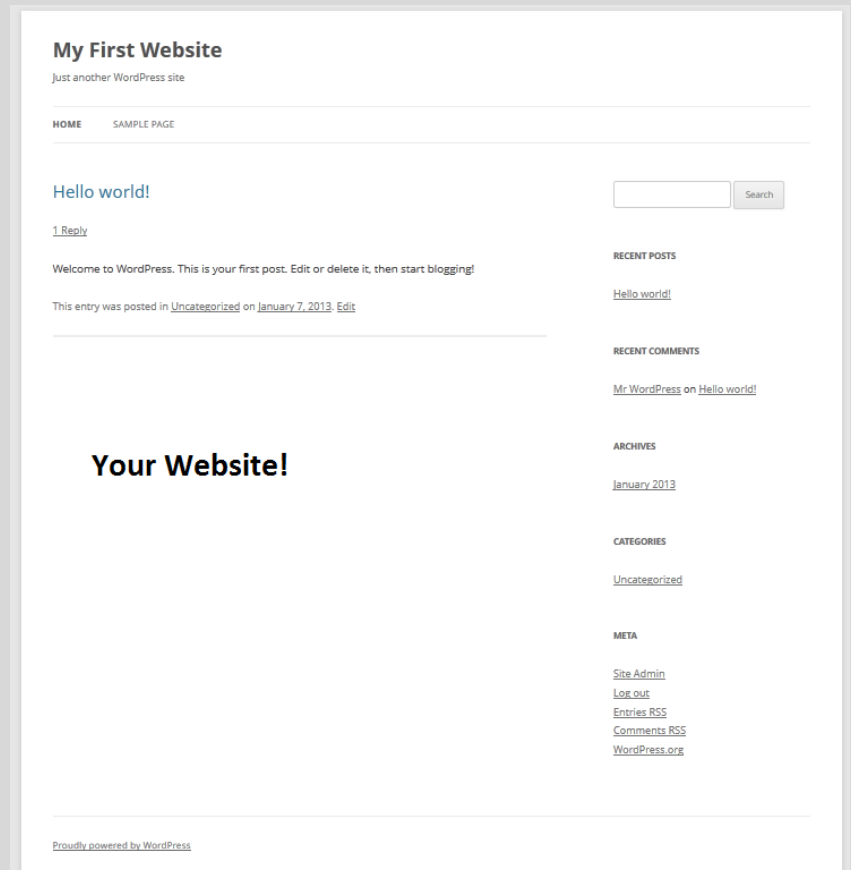 My First Website
Just another WordPress site
HOME SAMPLE PAGE
Hello world!
1 Reply
Welcome to WordPress. This is your first post. Edit or delete it, then start blogging!
This entry was posted in Uncategorized on January 7, 2013. Edit
Your Website!
Search
RECENT POSTS
Hello world!
RECENT COMMENTS
Mr WordPress on Hello world!
ARCHIVES
January 2013
CATEGORIES
Uncategorized
META
Site Admin
Log out
Entries RSS
Comments RSS
WordPress.org
Proudly powered by WordPress